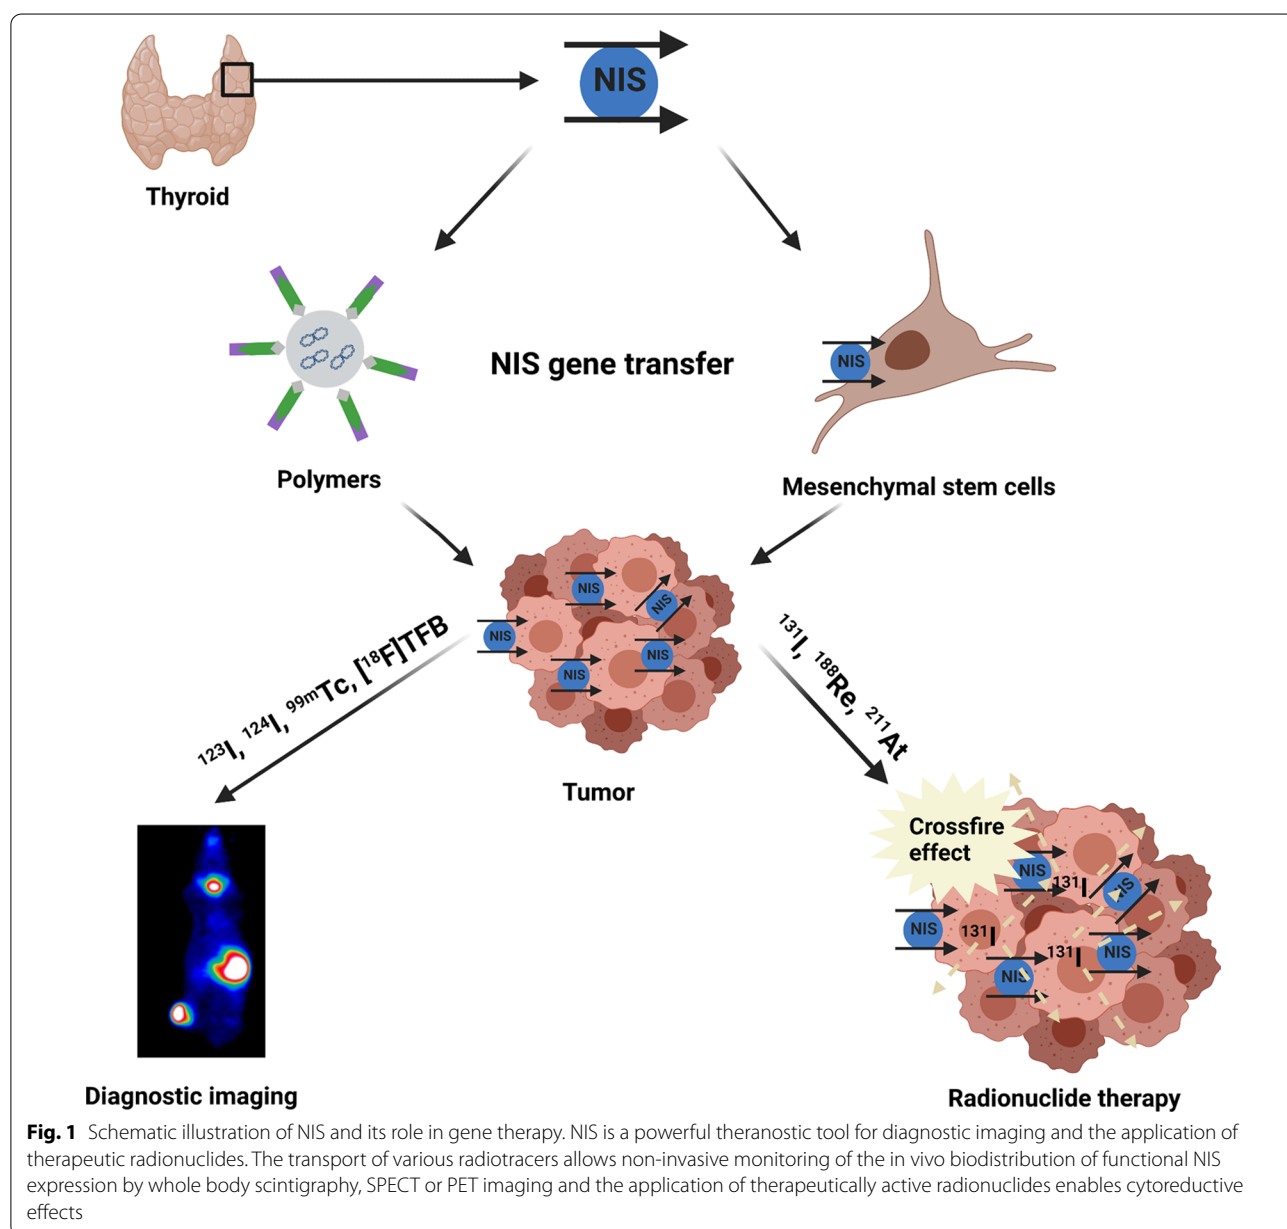 NIS
Thyroid
NIS gene transfer
NIS
Polymers
Mesenchymal stem cells
NIS
NIS
NIS
NIS
NIS
¹²³I, ¹²⁴I, ⁹⁹ᵐTc, [¹⁸F]TFB
¹³¹I, ¹⁸⁸Re, ²¹¹At
Tumor
Crossfire
effect
NIS
¹³¹I
NIS
NIS
¹³¹I
¹³¹I
NIS
NIS
Diagnostic imaging
Radionuclide therapy
Fig. 1 Schematic illustration of NIS and its role in gene therapy. NIS is a powerful theranostic tool for diagnostic imaging and the application of
therapeutic radionuclides. The transport of various radiotracers allows non-invasive monitoring of the in vivo biodistribution of functional NIS
expression by whole body scintigraphy, SPECT or PET imaging and the application of therapeutically active radionuclides enables cytoreductive
effects